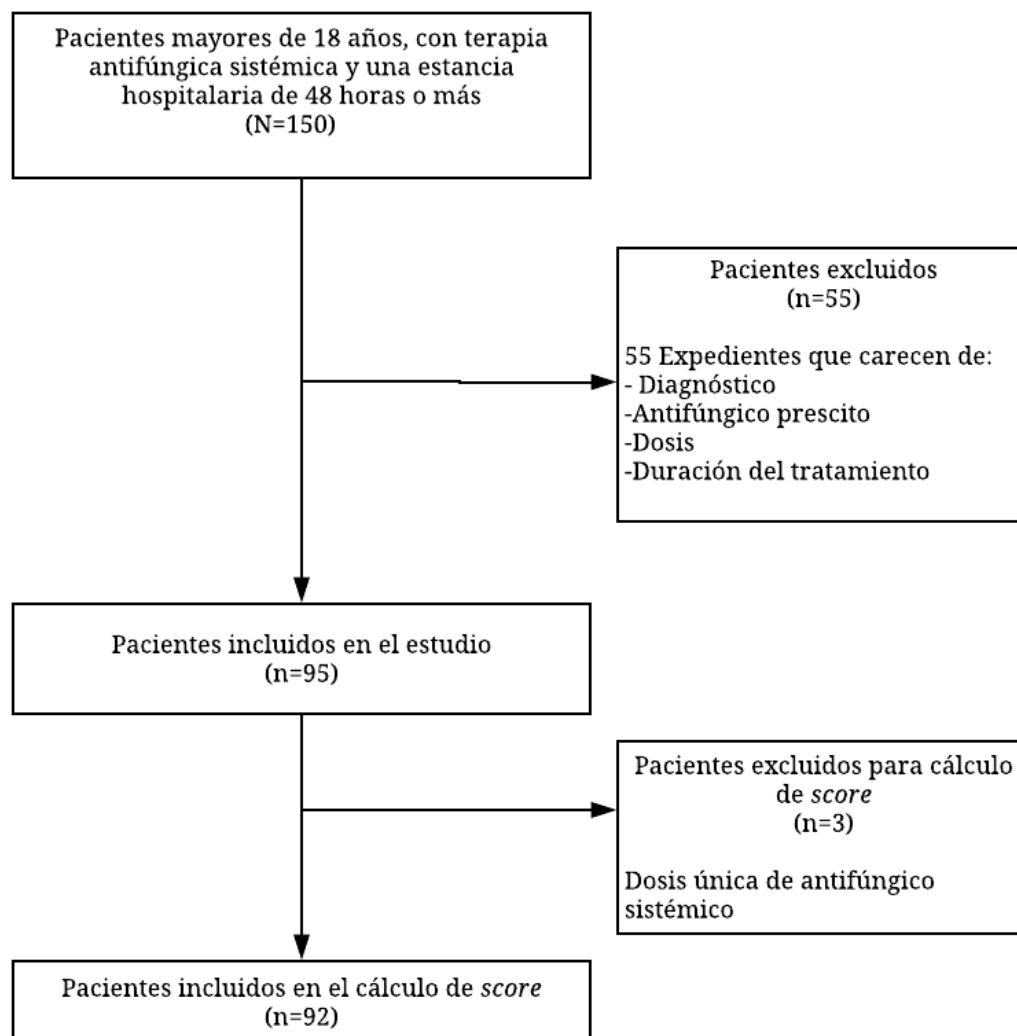 Pacientes mayores de 18 años, con terapia
antifúngica sistémica y una estancia
hospitalaria de 48 horas o más
(N=150)
Pacientes excluidos
(n=55)
55 Expedientes que carecen de:
- Diagnóstico
-Antifúngico prescito
-Dosis
-Duración del tratamiento
Pacientes incluidos en el estudio
(n=95)
Pacientes excluidos para cálculo
de score
(n=3)
Dosis única de antifúngico
sistémico
Pacientes incluidos en el cálculo de score
(n=92)